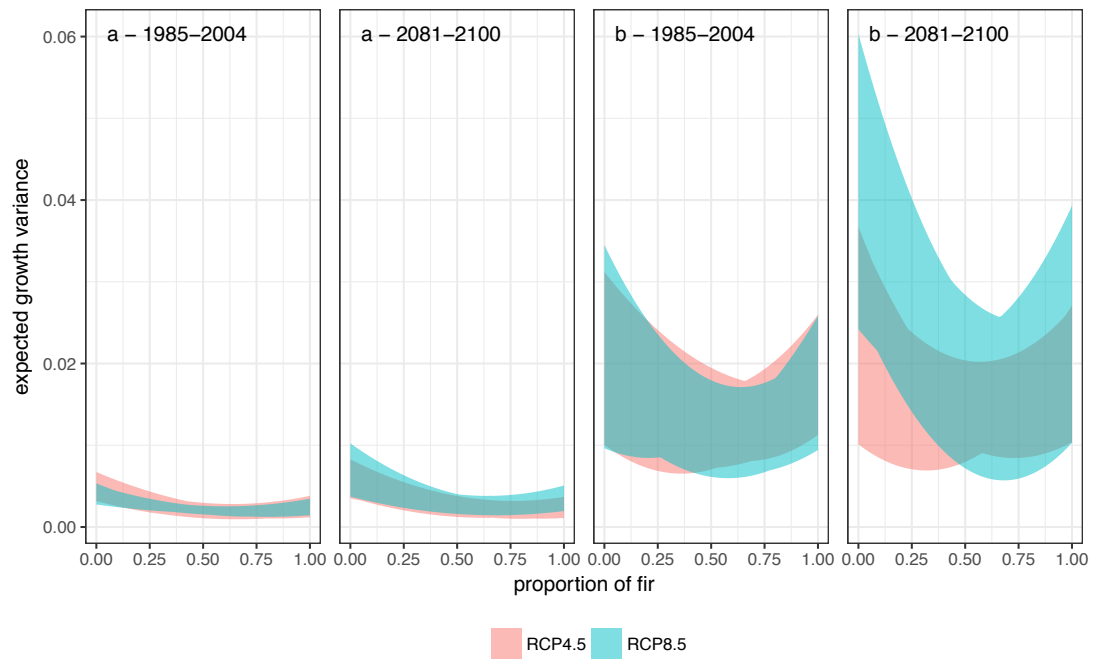 a − 1985−2004
a − 2081−2100
b − 1985−2004
b − 2081−2100
0.06
0.04
0.02
0.00
expected growth variance
0.00 0.25 0.50 0.75 1.00 0.00 0.25 0.50 0.75 1.00 0.00 0.25 0.50 0.75 1.00 0.00 0.25 0.50 0.75 1.00
proportion of fir
RCP4.5 RCP8.5